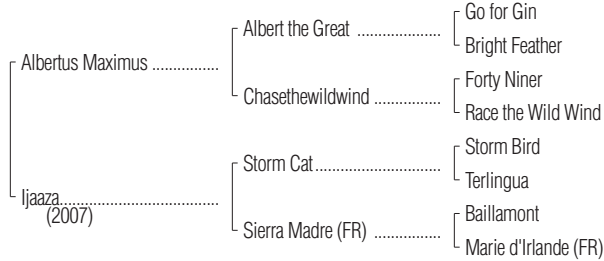 Go for Gin
Albert the Great ..................
Bright Feather
Albertus Maximus ................
Forty Niner
Chasethewildwind ................
Race the Wild Wind
Storm Bird
Storm Cat..............................
Terlingua
Ijaaza......................................
(2007)
Baillamont
Sierra Madre (FR) ................
Marie d'Irlande (FR)